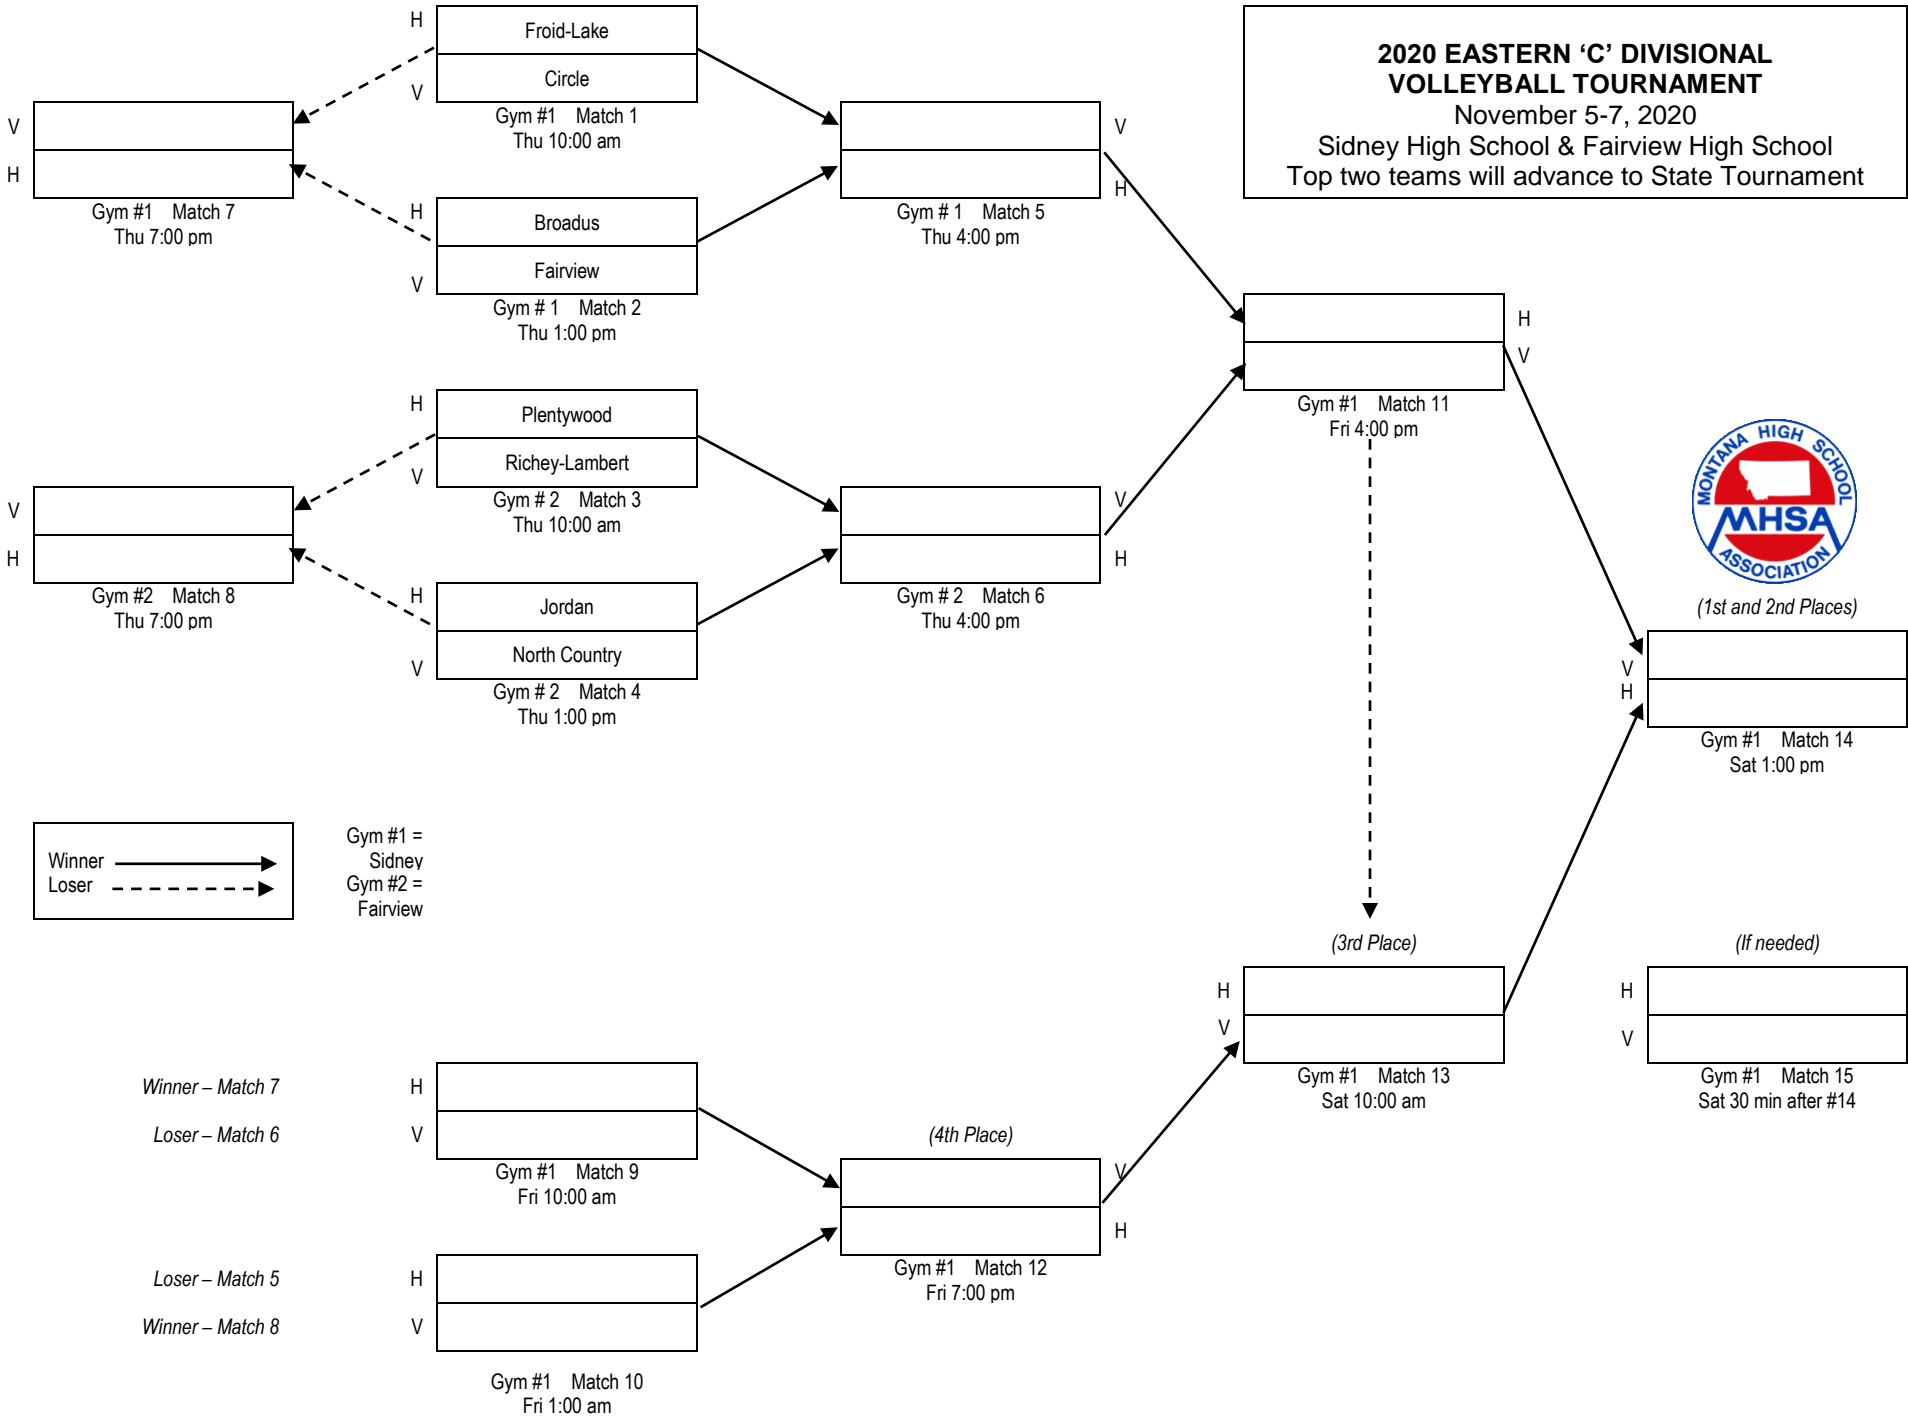 2020 EASTERN ‘C’ DIVISIONAL
VOLLEYBALL TOURNAMENT
November 5-7, 2020
Sidney High School & Fairview High School
Top two teams will advance to State Tournament
H
Froid-Lake
V
Circle
Gym #1 Match 1
Thu 10:00 am
V
H
Gym #1 Match 7
Thu 7:00 pm
H
Broadus
V
Fairview
Gym # 1 Match 2
Thu 1:00 pm
V
H
Gym # 1 Match 5
Thu 4:00 pm
H
Plentywood
V
Richey-Lambert
Gym # 2 Match 3
Thu 10:00 am
V
H
Gym #2 Match 8
Thu 7:00 pm
H
Jordan
V
North Country
Gym # 2 Match 4
Thu 1:00 pm
V
H
Gym # 2 Match 6
Thu 4:00 pm
H
V
Gym #1 Match 11
Fri 4:00 pm
MONTANA HIGH SCHOOL
MHSA
ASSOCIATION
(1st and 2nd Places)
V
H
Gym #1 Match 14
Sat 1:00 pm
Winner
Loser
Gym #1 =
Sidney
Gym #2 =
Fairview
(3rd Place)
H
V
Gym #1 Match 13
Sat 10:00 am
(If needed)
H
V
Gym #1 Match 15
Sat 30 min after #14
Winner – Match 7 H
Loser – Match 6 V
Gym #1 Match 9
Fri 10:00 am
(4th Place)
V
H
Gym #1 Match 12
Fri 7:00 pm
Loser – Match 5 H
Winner – Match 8 V
Gym #1 Match 10
Fri 1:00 am